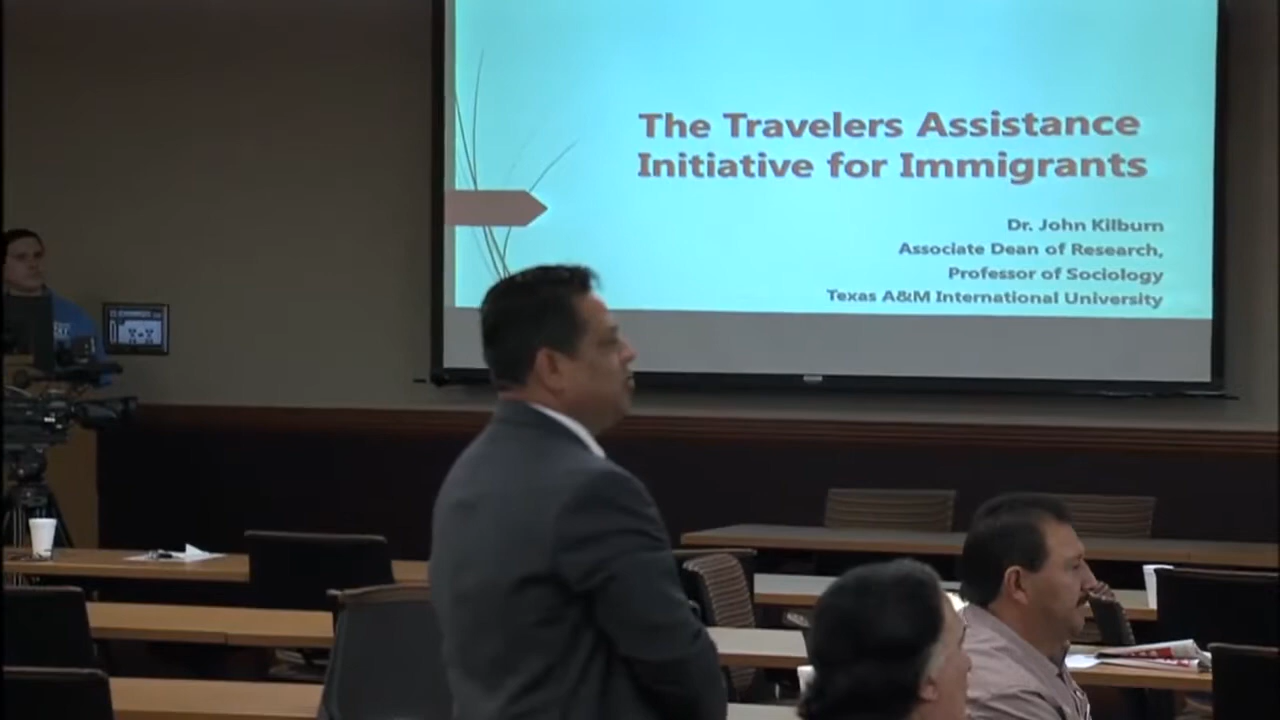 The Travelers Assistance
Initiative for Immigrants
Dr. John Kilburn
Associate Dean of Research,
Professor of Sociology
Texas A&M International University